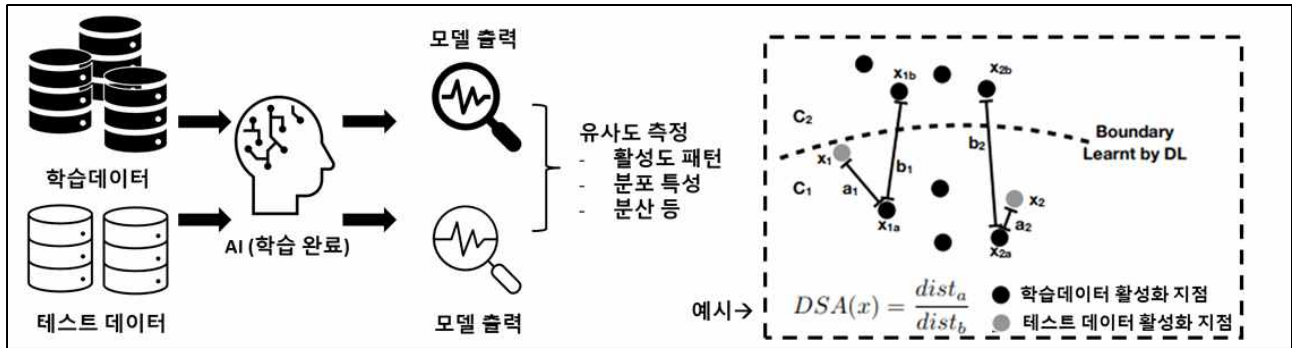 학습데이터
테스트 데이터
AI (학습 완료)
모델 출력
모델 출력
유사도 측정
- 활성도 패턴
- 분포 특성
- 분산 등
예시→
X1b
X2b
C2
Boundary
Learnt by DL
X1
b1
b2
C1
a1
X2
X1a
a2
X2a
DSA(x) = dist_a / dist_b
학습데이터 활성화 지점
테스트 데이터 활성화 지점